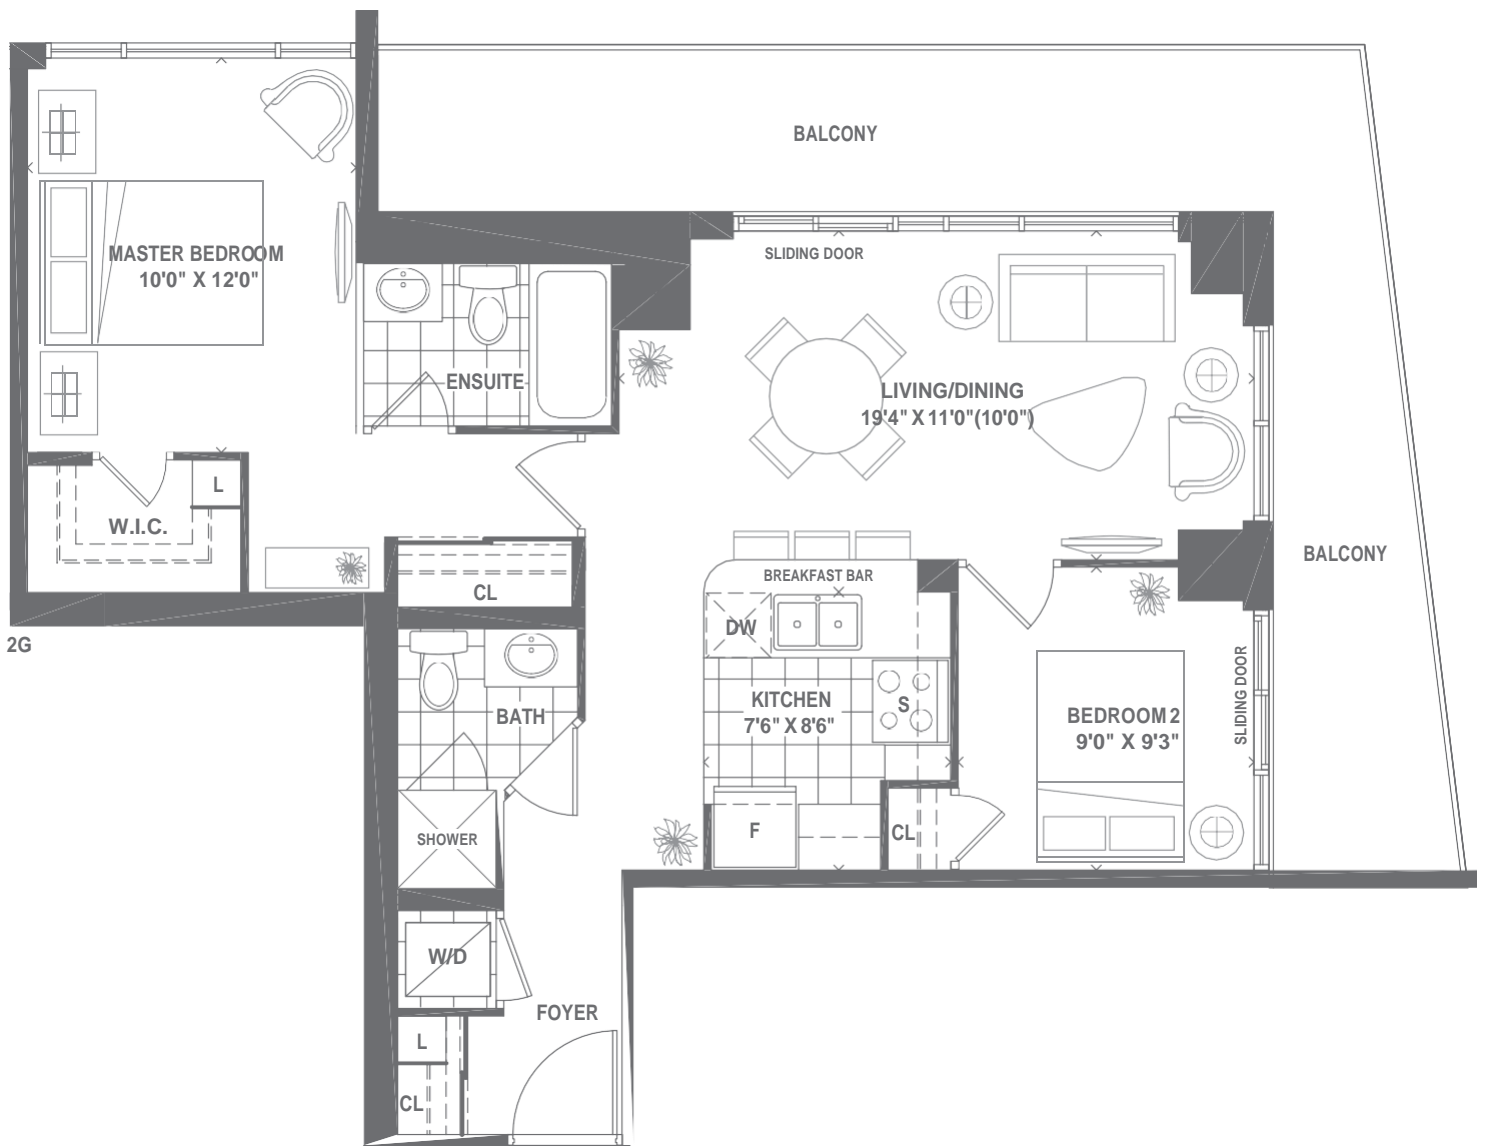 BALCONY
MASTER BEDROOM
10'0" X 12'0"
SLIDING DOOR
ENSUITE
LIVING/DINING
19'4" X 11'0"(10'0")
L
W.I.C.
CL
BREAKFAST BAR
BALCONY
DW
2G
KITCHEN
7'6" X 8'6"
S
BATH
BEDROOM 2
9'0" X 9'3"
SLIDING DOOR
SHOWER
F
CL
W/D
FOYER
L
CL